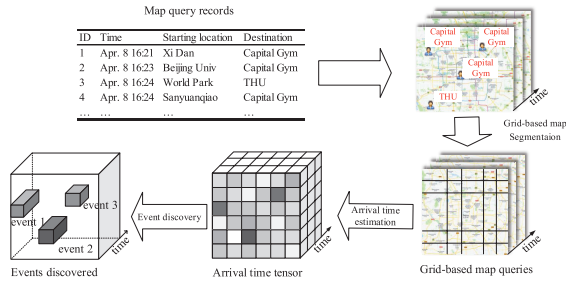 Map query records
ID Time Starting location Destination
1 Apr. 8 16:21 Xi Dan Capital Gym
2 Apr. 8 16:23 Beijing Univ Capital Gym
3 Apr. 8 16:24 World Park THU
4 Apr. 8 16:24 Sanyuanqiao Capital Gym
... ... ... ...
Capital
Gym
Capital
Gym
Capital
Gym
THU
time
Grid-based map
Segmentaion
time
Grid-based map queries
Arrival time
estimation
time
Arrival time tensor
Event discovery
event 1
event 3
event 2
time
Events discovered